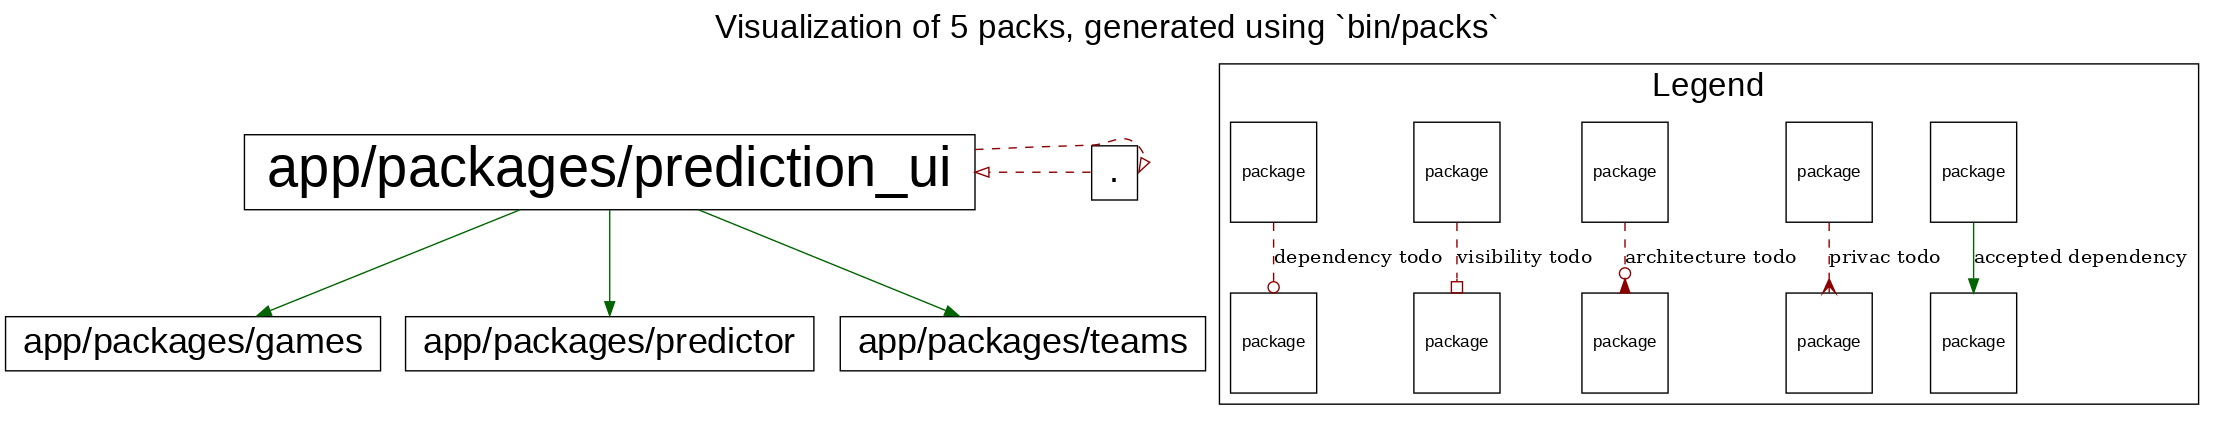 Visualization of 5 packs, generated using `bin/packs`
app/packages/prediction_ui
.
app/packages/games
app/packages/predictor
app/packages/teams
Legend
package
package
package
package
package
dependency todo
visibility todo
architecture todo
privac todo
accepted dependency
package
package
package
package
package